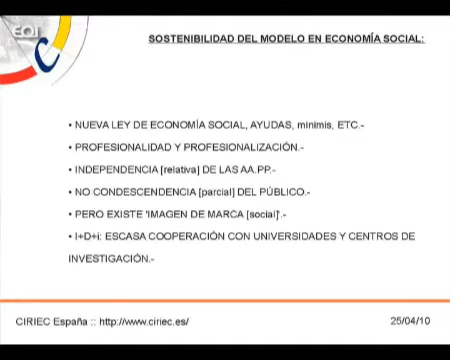 EOI
SOSTENIBILIDAD DEL MODELO EN ECONOMÍA SOCIAL:
• NUEVA LEY DE ECONOMÍA SOCIAL, AYUDAS, minimis, ETC.-
• PROFESIONALIDAD Y PROFESIONALIZACIÓN.-
• INDEPENDENCIA [relativa] DE LAS AA.PP.-
• NO CONDESCENDENCIA [parcial] DEL PÚBLICO.-
• PERO EXISTE 'IMAGEN DE MARCA [social]'.-
• I+D+i: ESCASA COOPERACIÓN CON UNIVERSIDADES Y CENTROS DE
INVESTIGACIÓN.-
CIRIEC España :: http://www.ciriec.es/
25/04/10